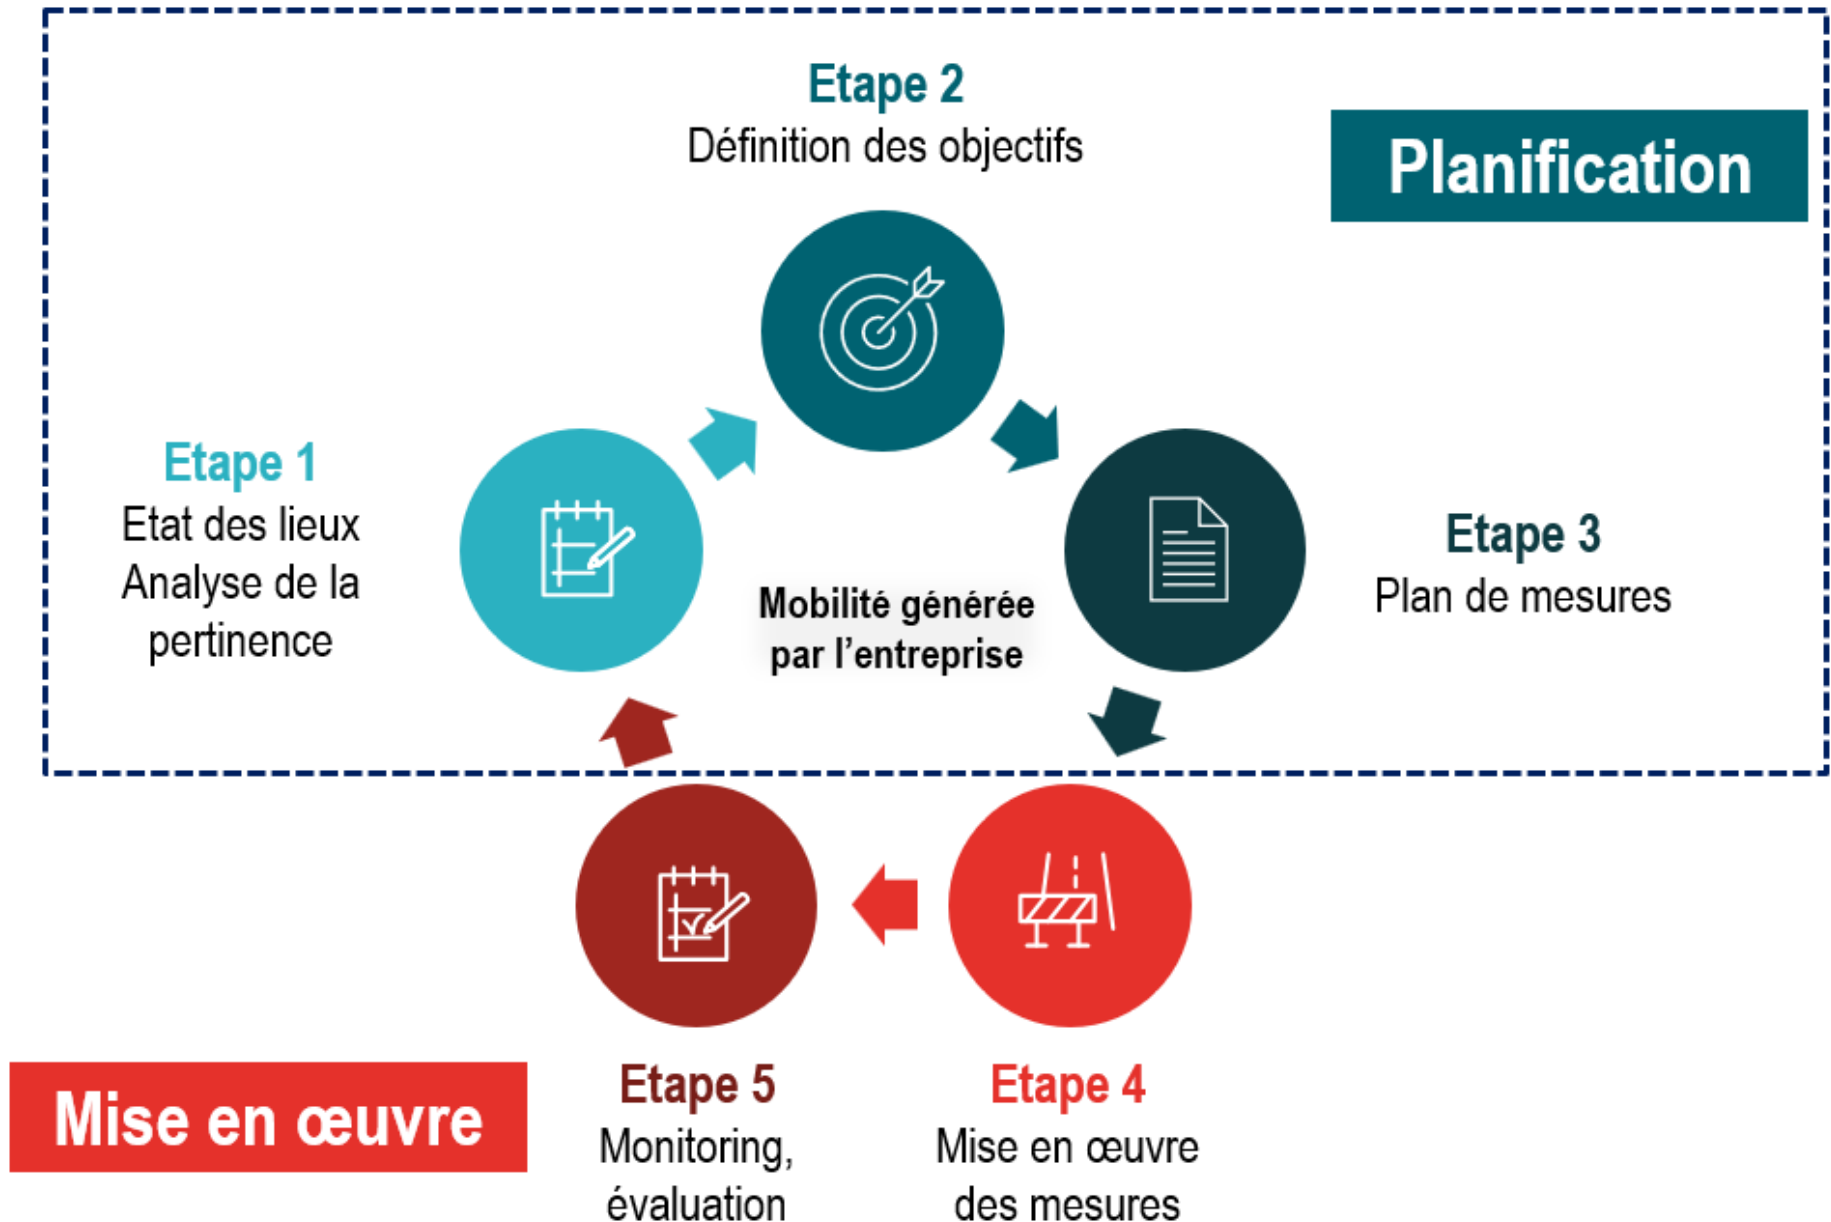 Etape 2
Définition des objectifs
Planification
Etape 1
Etat des lieux
Analyse de la
pertinence
Etape 3
Plan de mesures
Mobilité générée
par l'entreprise
Mise en œuvre
Etape 5
Monitoring,
évaluation
Etape 4
Mise en œuvre
des mesures